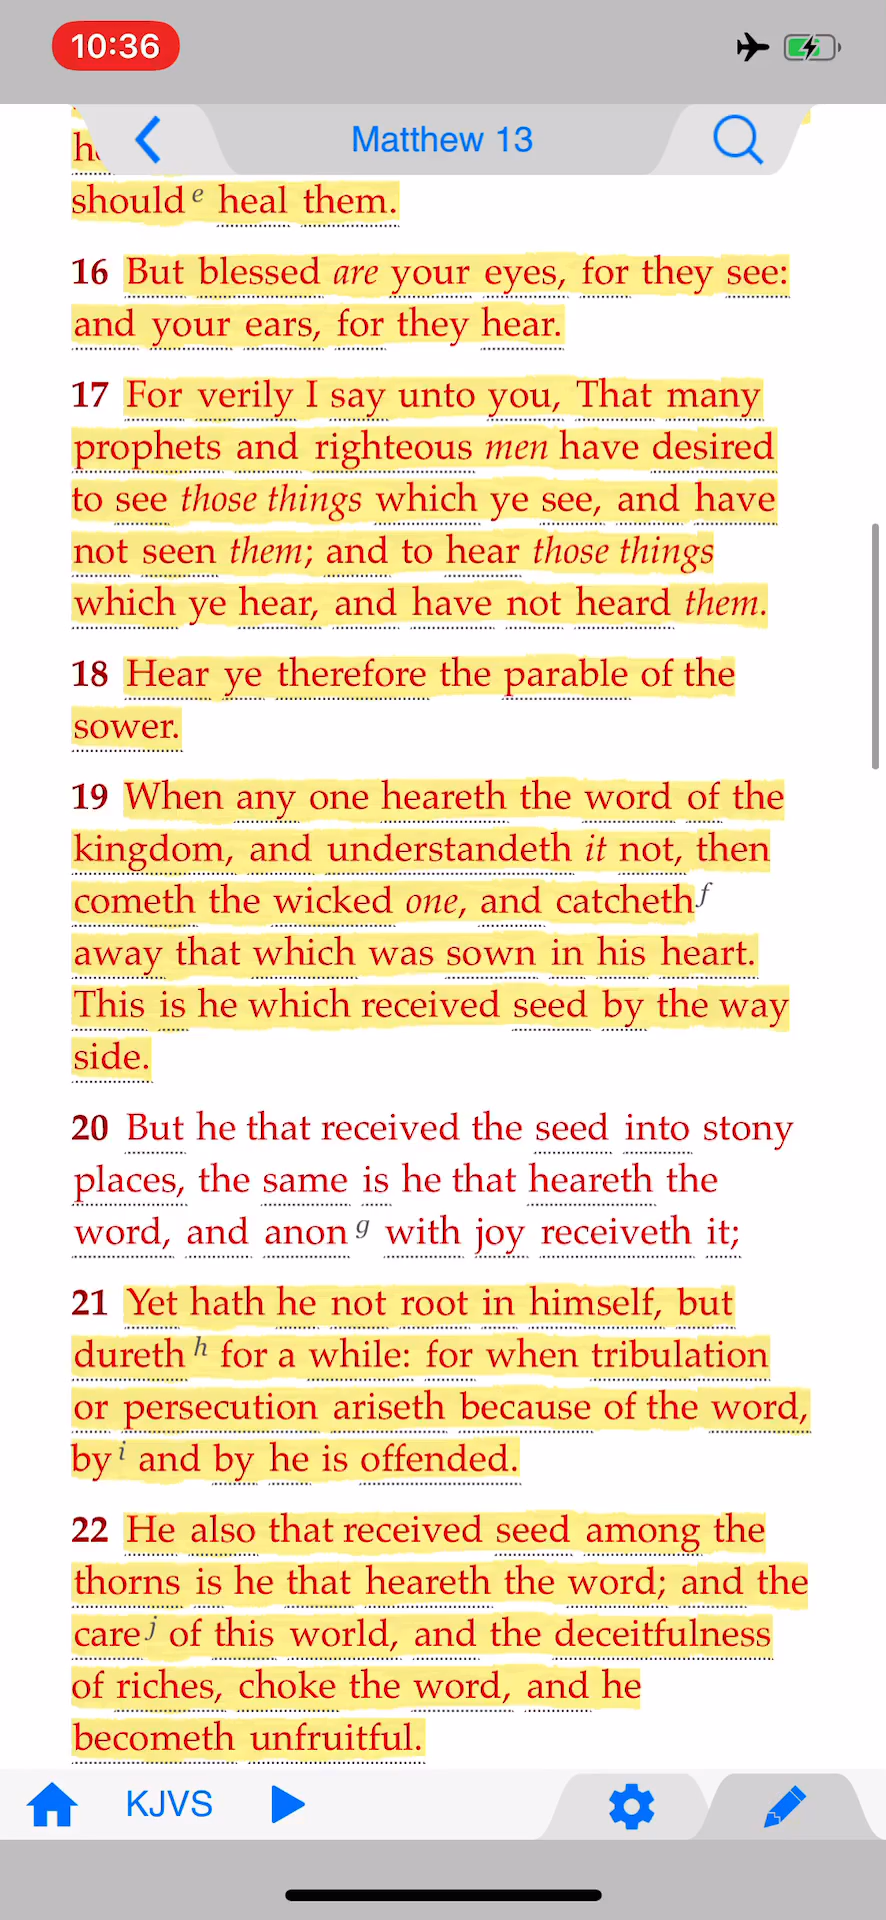 10:36
Matthew 13
should e heal them.
16 But blessed are your eyes, for they see:
and your ears, for they hear.
17 For verily I say unto you, That many
prophets and righteous men have desired
to see those things which ye see, and have
not seen them; and to hear those things
which ye hear, and have not heard them.
18 Hear ye therefore the parable of the
sower.
19 When any one heareth the word of the
kingdom, and understandeth it not, then
cometh the wicked one, and catcheth f
away that which was sown in his heart.
This is he which received seed by the way
side.
20 But he that received the seed into stony
places, the same is he that heareth the
word, and anon g with joy receiveth it;
21 Yet hath he not root in himself, but
dureth h for a while: for when tribulation
or persecution ariseth because of the word,
by i and by he is offended.
22 He also that received seed among the
thorns is he that heareth the word; and the
care j of this world, and the deceitfulness
of riches, choke the word, and he
becometh unfruitful.
KJVS